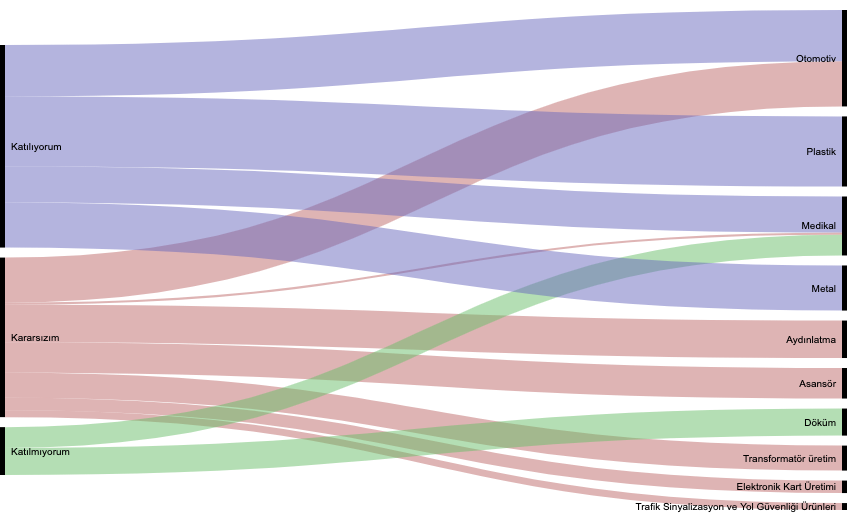 Katılıyorum
Kararsızım
Katılmıyorum
Otomotiv
Plastik
Medikal
Metal
Aydınlatma
Asansör
Döküm
Transformatör üretim
Elektronik Kart Üretimi
Trafik Sinyalizasyon ve Yol Güvenliği Ürünleri